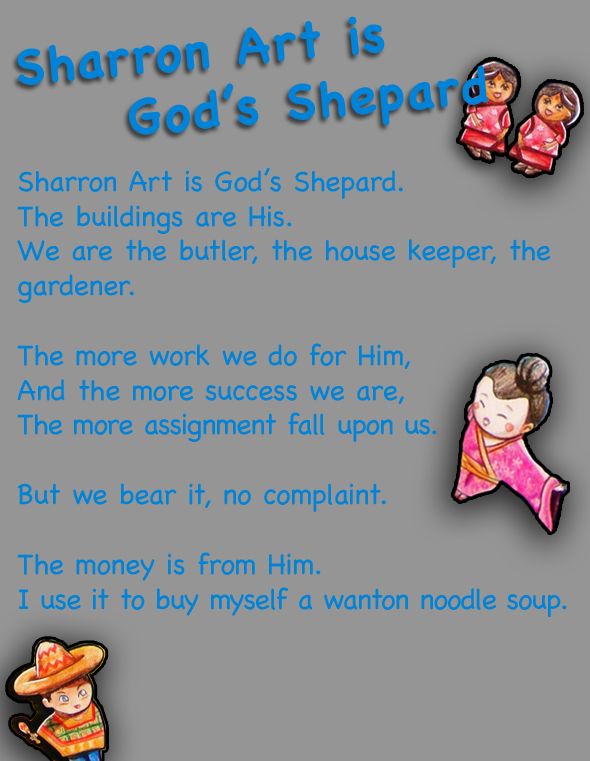 Sharron Art is
God's Shepard
Sharron Art is God's Shepard.
The buildings are His.
We are the butler, the house keeper, the
gardener.
The more work we do for Him,
And the more success we are,
The more assignment fall upon us.
But we bear it, no complaint.
The money is from Him.
I use it to buy myself a wanton noodle soup.